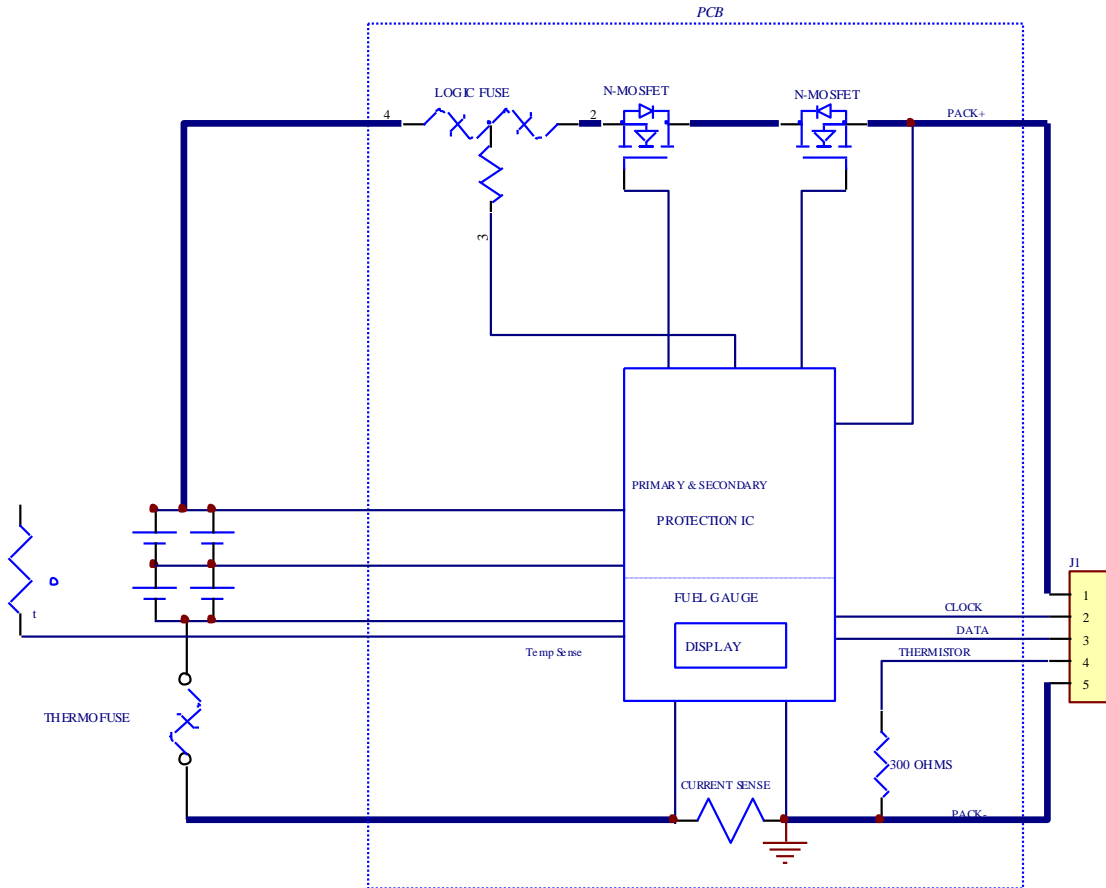 PCB
LOGIC FUSE
N-MOSFET
N-MOSFET
4
2
PACK+
3
PRIMARY & SECONDARY
PROTECTION IC
J1
1
FUEL GAUGE
CLOCK
2
t
DATA
3
DISPLAY
Temp Sense
THERMISTOR
4
5
THERMOFUSE
300 OHMS
CURRENT SENSE
PACK-